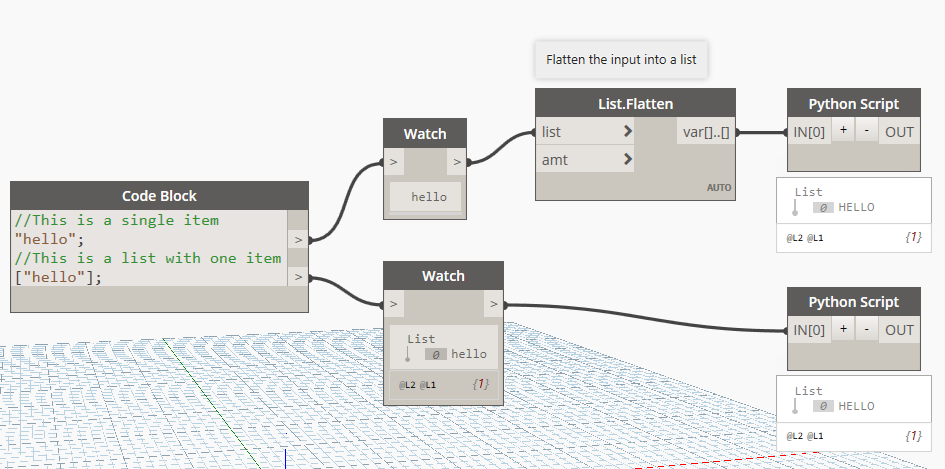 Flatten the input into a list
List.Flatten
list > var[]..[]
amt >
AUTO
Python Script
IN[0] + - OUT
List
0 HELLO
@L2 @L1 {1}
Watch
> >
hello
Code Block
//This is a single item
"hello"; >
//This is a list with one item
["hello"]; >
Watch
> >
List
0 hello
@L2 @L1 {1}
Python Script
IN[0] + - OUT
List
0 HELLO
@L2 @L1 {1}